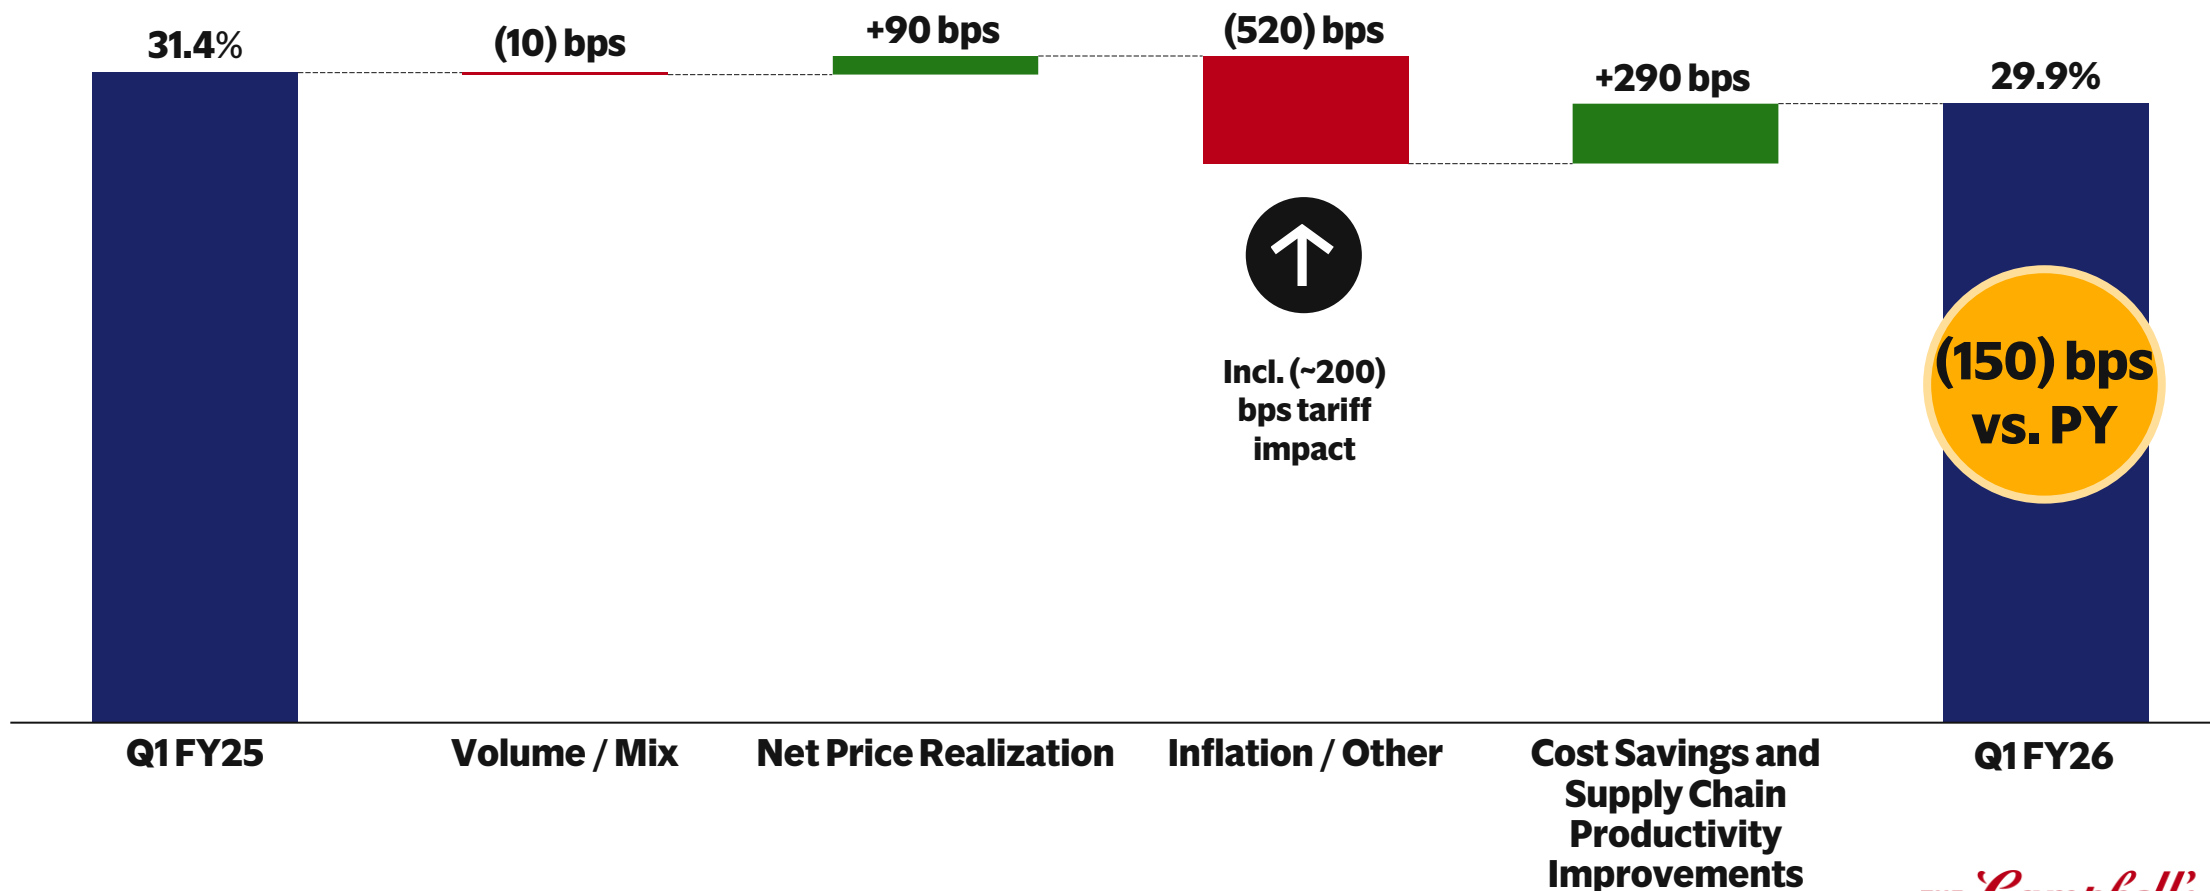 31.4%
(10) bps
+90 bps
(520) bps
+290 bps
29.9%
Incl. (~200)
bps tariff
impact
(150) bps
vs. PY
Q1 FY25
Volume / Mix
Net Price Realization
Inflation / Other
Cost Savings and
Supply Chain
Productivity
Improvements
Q1 FY26